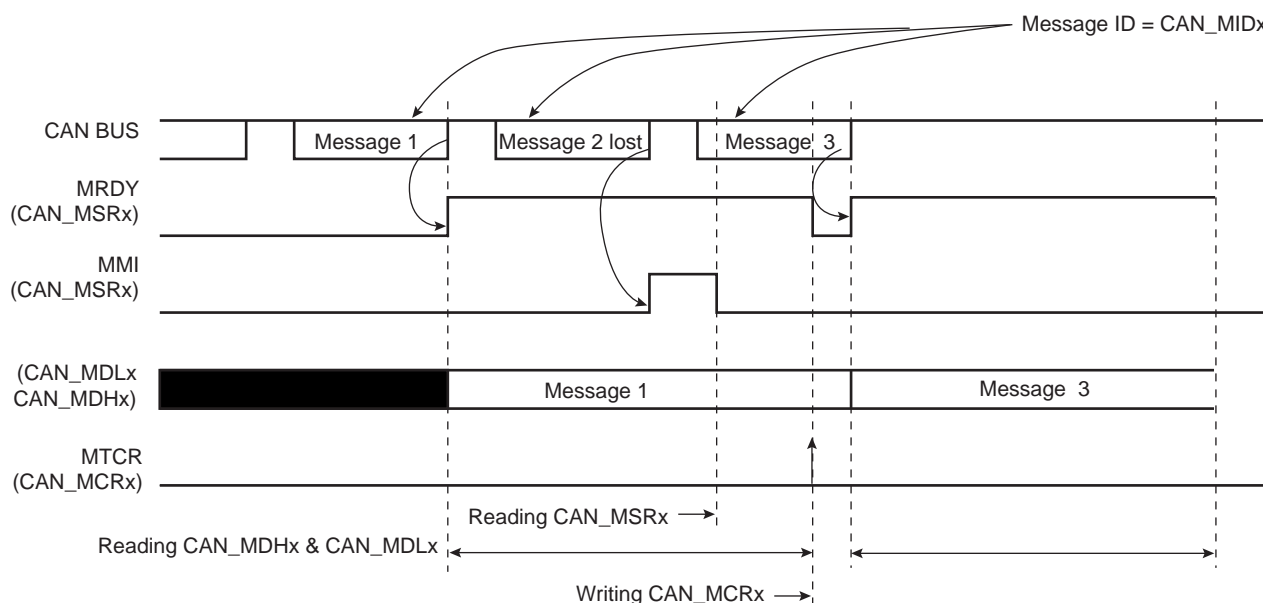 Message ID = CAN_MIDx
CAN BUS
Message 1
Message 2 lost
Message 3
MRDY
(CAN_MSRx)
MMI
(CAN_MSRx)
(CAN_MDLx
CAN_MDHx)
Message 1
Message 3
MTCR
(CAN_MCRx)
Reading CAN_MSRx
Reading CAN_MDHx & CAN_MDLx
Writing CAN_MCRx